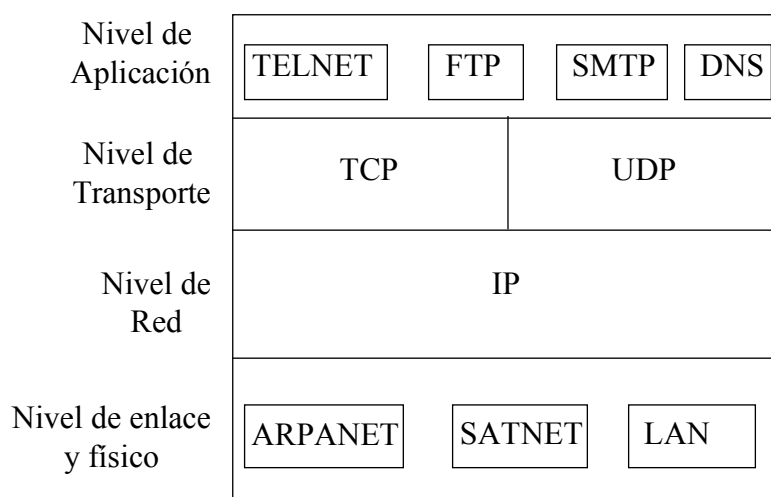 Nivel de
Aplicación
TELNET FTP SMTP DNS
Nivel de
Transporte
TCP UDP
Nivel de
Red
IP
Nivel de enlace
y físico
ARPANET SATNET LAN